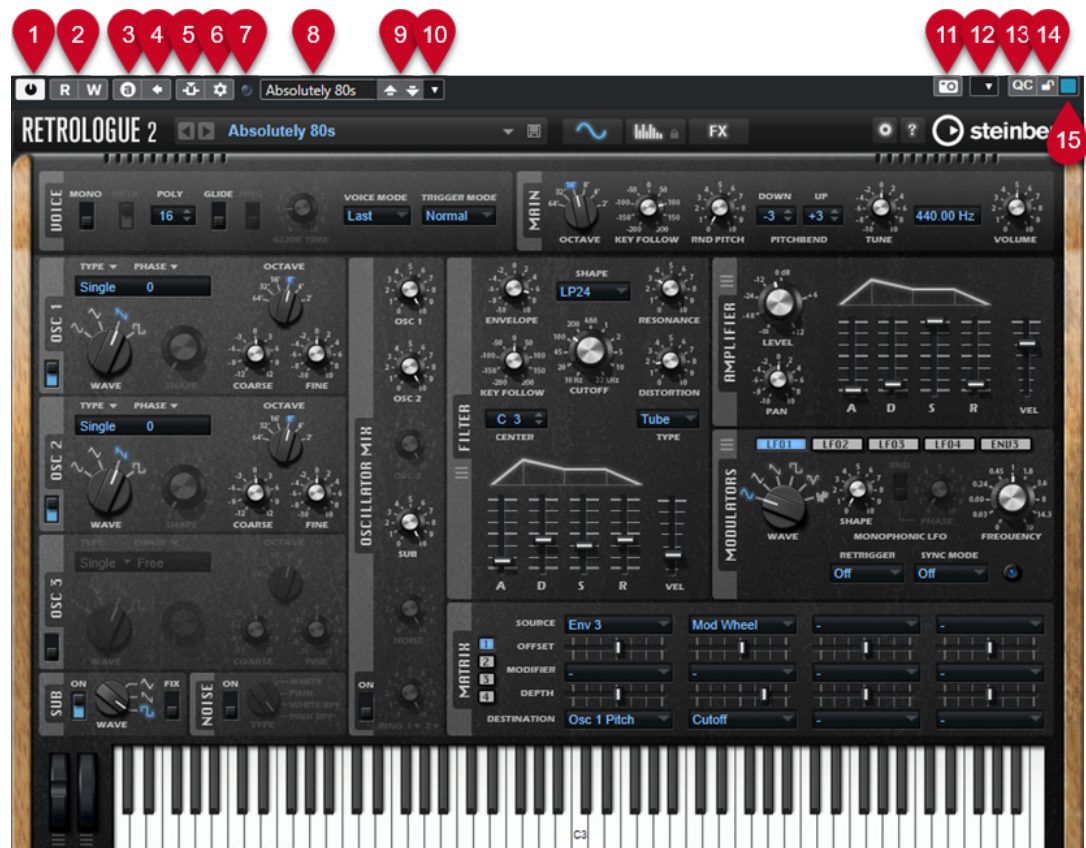 1 2 3 4 5 6 7 8 9 10 11 12 13 14
R W a Absolutely 80s QC
15
RETROLOGUE 2 Absolutely 80s FX ? steinber
VOICE
MONO POLY GLIDE VOICE MODE TRIGGER MODE
16 Last Normal
GLIDE TIME
MAIN
DOWN UP
-3 +3 440.00 Hz
OCTAVE KEY FOLLOW RND PITCH PITCHBEND TUNE VOLUME
OSC 1
TYPE PHASE OCTAVE
Single 0
WAVE SHAPE COARSE FINE
OSC 2
TYPE PHASE OCTAVE
Single 0
WAVE SHAPE COARSE FINE
OSC 3
TYPE PHASE OCTAVE
Single Free
WAVE SHAPE COARSE FINE
SUB
ON FIX
WAVE
NOISE
ON
WHITE
PINK
WHITE BPF
PINK BPF
TYPE
OSCILLATOR MIX
OSC 1
OSC 2
OSC 3
SUB
NOISE
ON
RING 1 * 2
FILTER
SHAPE
LP24
ENVELOPE RESONANCE
KEY FOLLOW CUTOFF DISTORTION
C 3 Tube
CENTER TYPE
A D S R VEL
AMPLIFIER
LEVEL
PAN
A D S R VEL
MODULATORS
LFO1 LFO2 LFO3 LFO4 ENV3
RND
SHAPE PHASE
WAVE MONOPHONIC LFO FREQUENCY
RETRIGGER SYNC MODE
Off Off
MATRIX
1
2
3
4
SOURCE Env 3 Mod Wheel - -
OFFSET
MODIFIER - - - -
DEPTH
DESTINATION Osc 1 Pitch Cutoff - -
C3